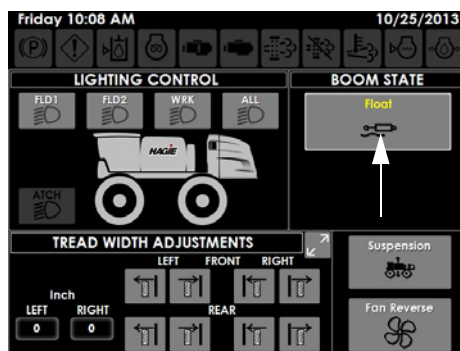 Friday 10:08 AM 10/25/2013
LIGHTING CONTROL
BOOM STATE
FLD1 FLD2 WRK ALL
Float
HAGIE
ATCH
TREAD WIDTH ADJUSTMENTS
LEFT FRONT RIGHT
Inch
LEFT RIGHT
0 0
REAR
Suspension
Fan Reverse